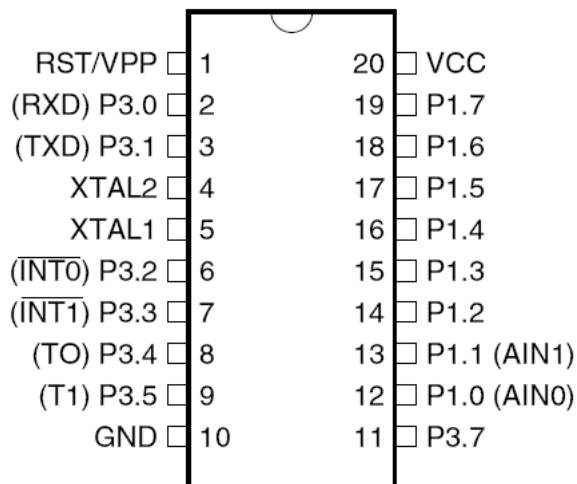 RST/VPP 1 20 VCC
(RXD) P3.0 2 19 P1.7
(TXD) P3.1 3 18 P1.6
XTAL2 4 17 P1.5
XTAL1 5 16 P1.4
(I̅N̅T̅0̅) P3.2 6 15 P1.3
(I̅N̅T̅1̅) P3.3 7 14 P1.2
(TO) P3.4 8 13 P1.1 (AIN1)
(T1) P3.5 9 12 P1.0 (AIN0)
GND 10 11 P3.7